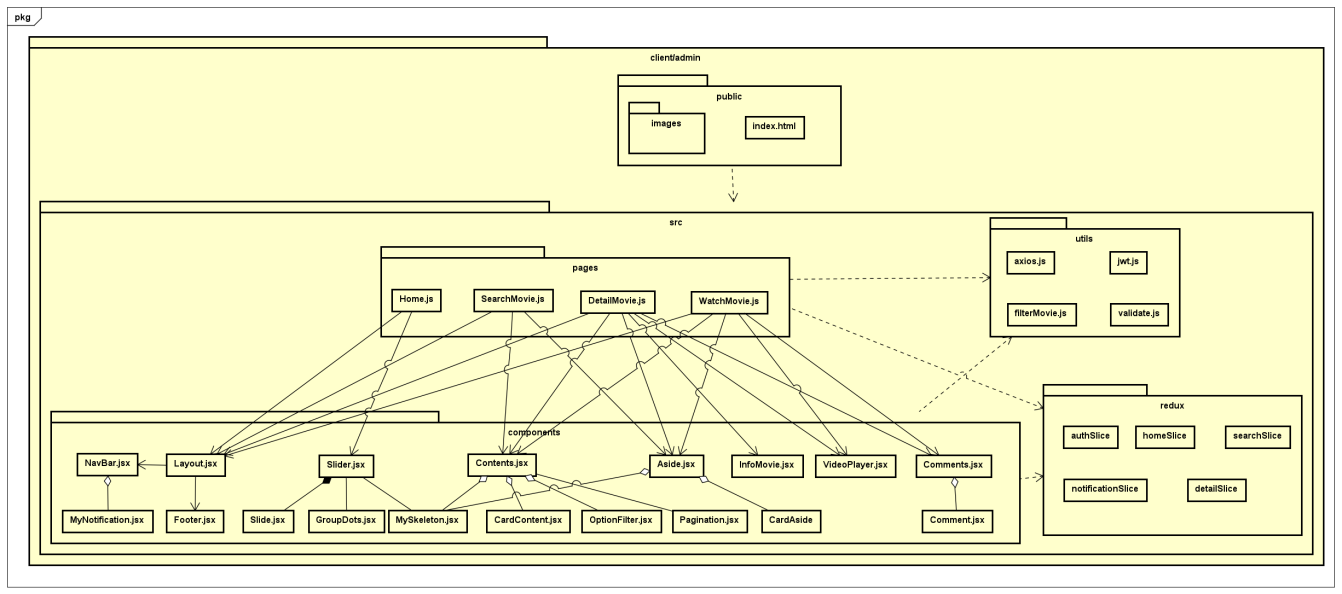 pkg
client/admin
public
images
index.html
src
utils
axios.js
jwt.js
filterMovie.js
validate.js
pages
Home.js
SearchMovie.js
DetailMovie.js
WatchMovie.js
redux
authSlice
homeSlice
searchSlice
notificationSlice
detailSlice
components
NavBar.jsx
Layout.jsx
Slider.jsx
Contents.jsx
Aside.jsx
InfoMovie.jsx
VideoPlayer.jsx
Comments.jsx
MyNotification.jsx
Footer.jsx
Slide.jsx
GroupDots.jsx
MySkeleton.jsx
CardContent.jsx
OptionFilter.jsx
Pagination.jsx
CardAside
Comment.jsx